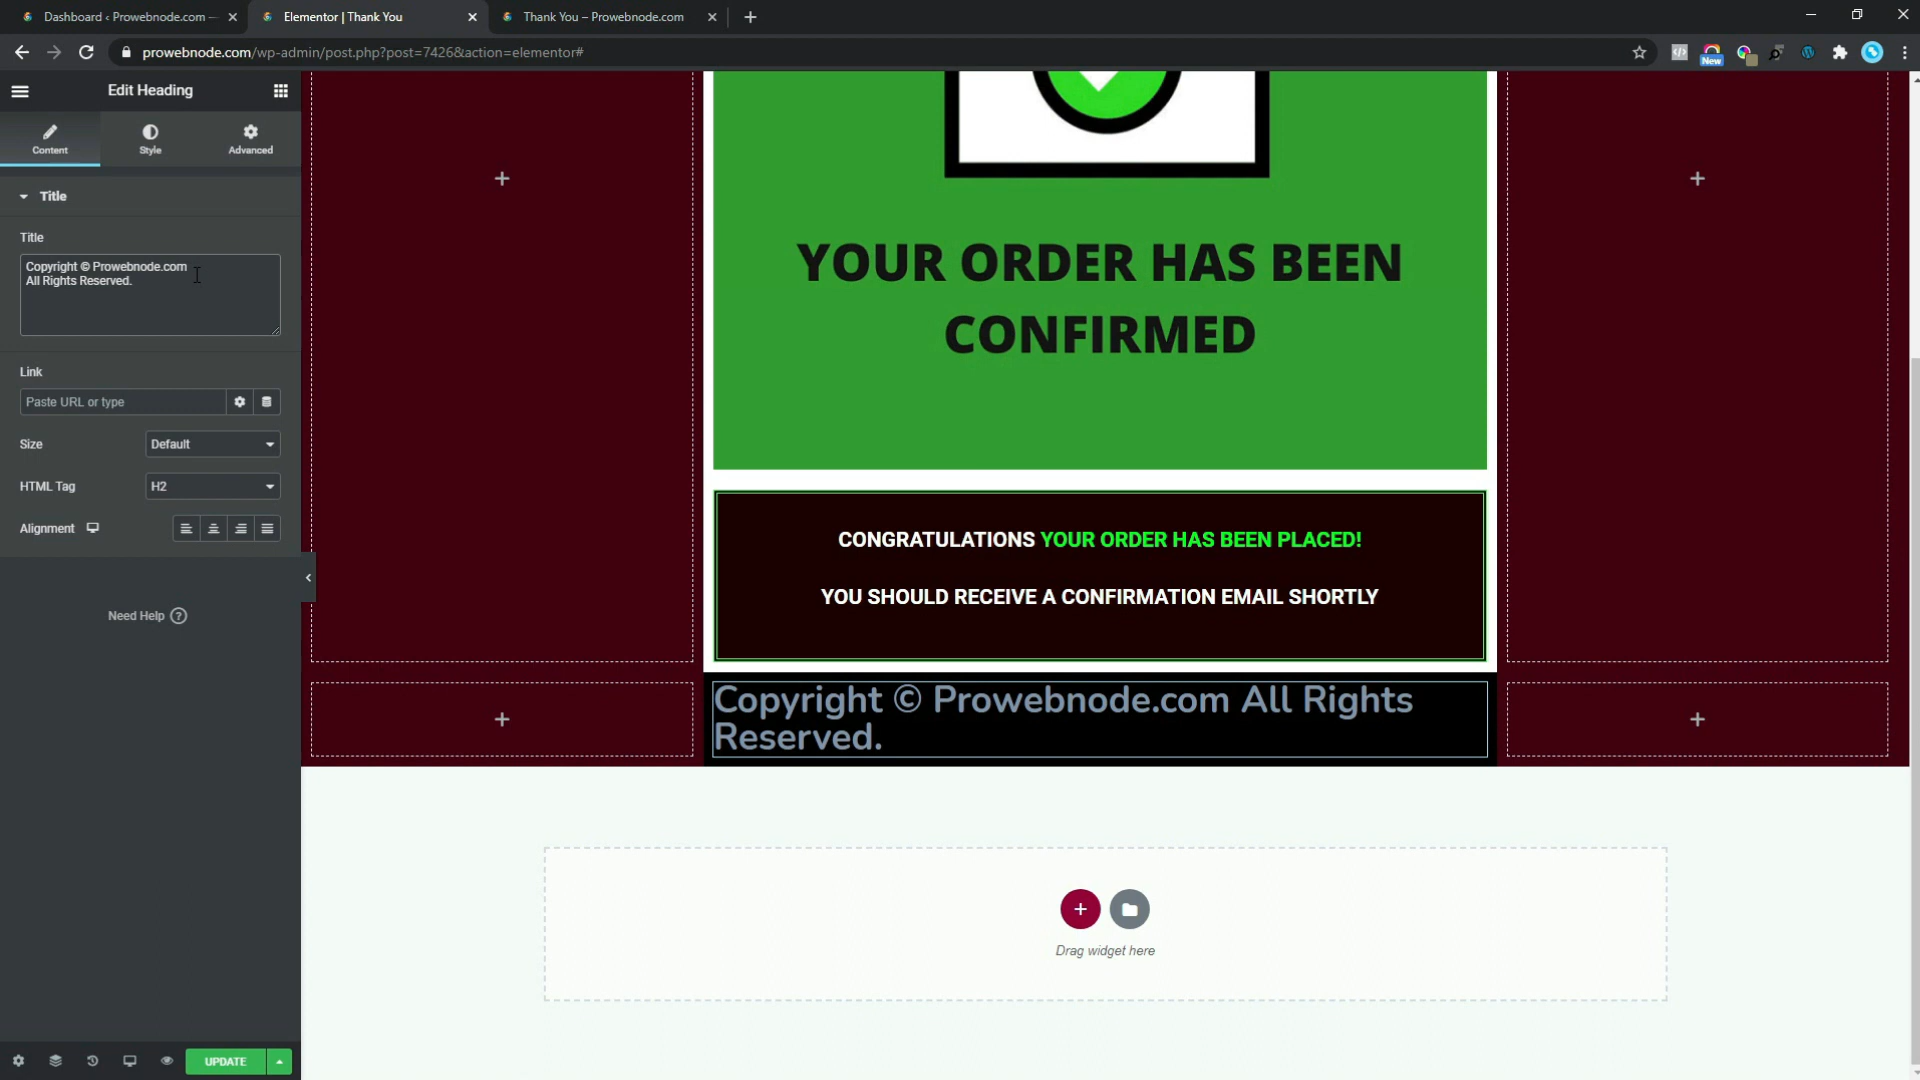 Dashboard ‹ Prowebnode.com —
Elementor | Thank You
Thank You – Prowebnode.com
prowebnode.com/wp-admin/post.php?post=7426&action=elementor#
New
Edit Heading
Content
Style
Advanced
Title
Title
Copyright © Prowebnode.com
All Rights Reserved.
Link
Paste URL or type
Size
Default
HTML Tag
H2
Alignment
Need Help ?
UPDATE
YOUR ORDER HAS BEEN
CONFIRMED
CONGRATULATIONS YOUR ORDER HAS BEEN PLACED!
YOU SHOULD RECEIVE A CONFIRMATION EMAIL SHORTLY
Copyright © Prowebnode.com All Rights
Reserved.
Drag widget here